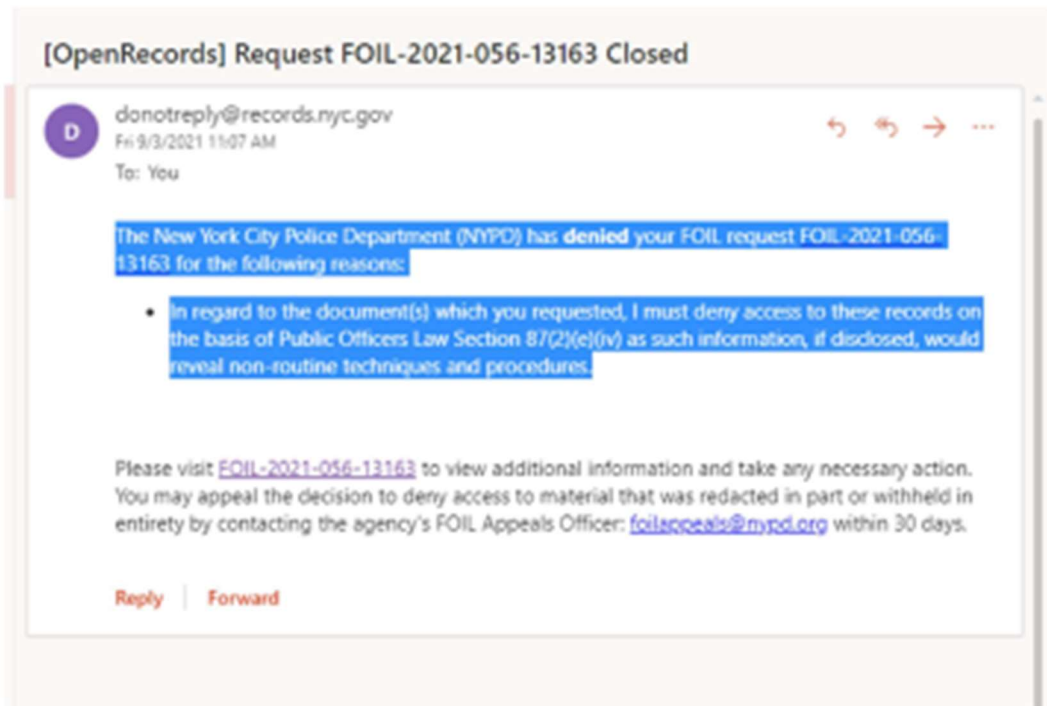 [OpenRecords] Request FOIL-2021-056-13163 Closed
D
donotreply@records.nyc.gov
Fri 9/3/2021 11:07 AM
To: You
The New York City Police Department (NYPD) has denied your FOIL request FOIL-2021-056-
13163 for the following reasons:
• In regard to the document(s) which you requested, I must deny access to these records on
the basis of Public Officers Law Section 87(2)(e)(iv) as such information, if disclosed, would
reveal non-routine techniques and procedures.
Please visit FOIL-2021-056-13163 to view additional information and take any necessary action.
You may appeal the decision to deny access to material that was redacted in part or withheld in
entirety by contacting the agency's FOIL Appeals Officer: foilappeals@nypd.org within 30 days.
Reply | Forward